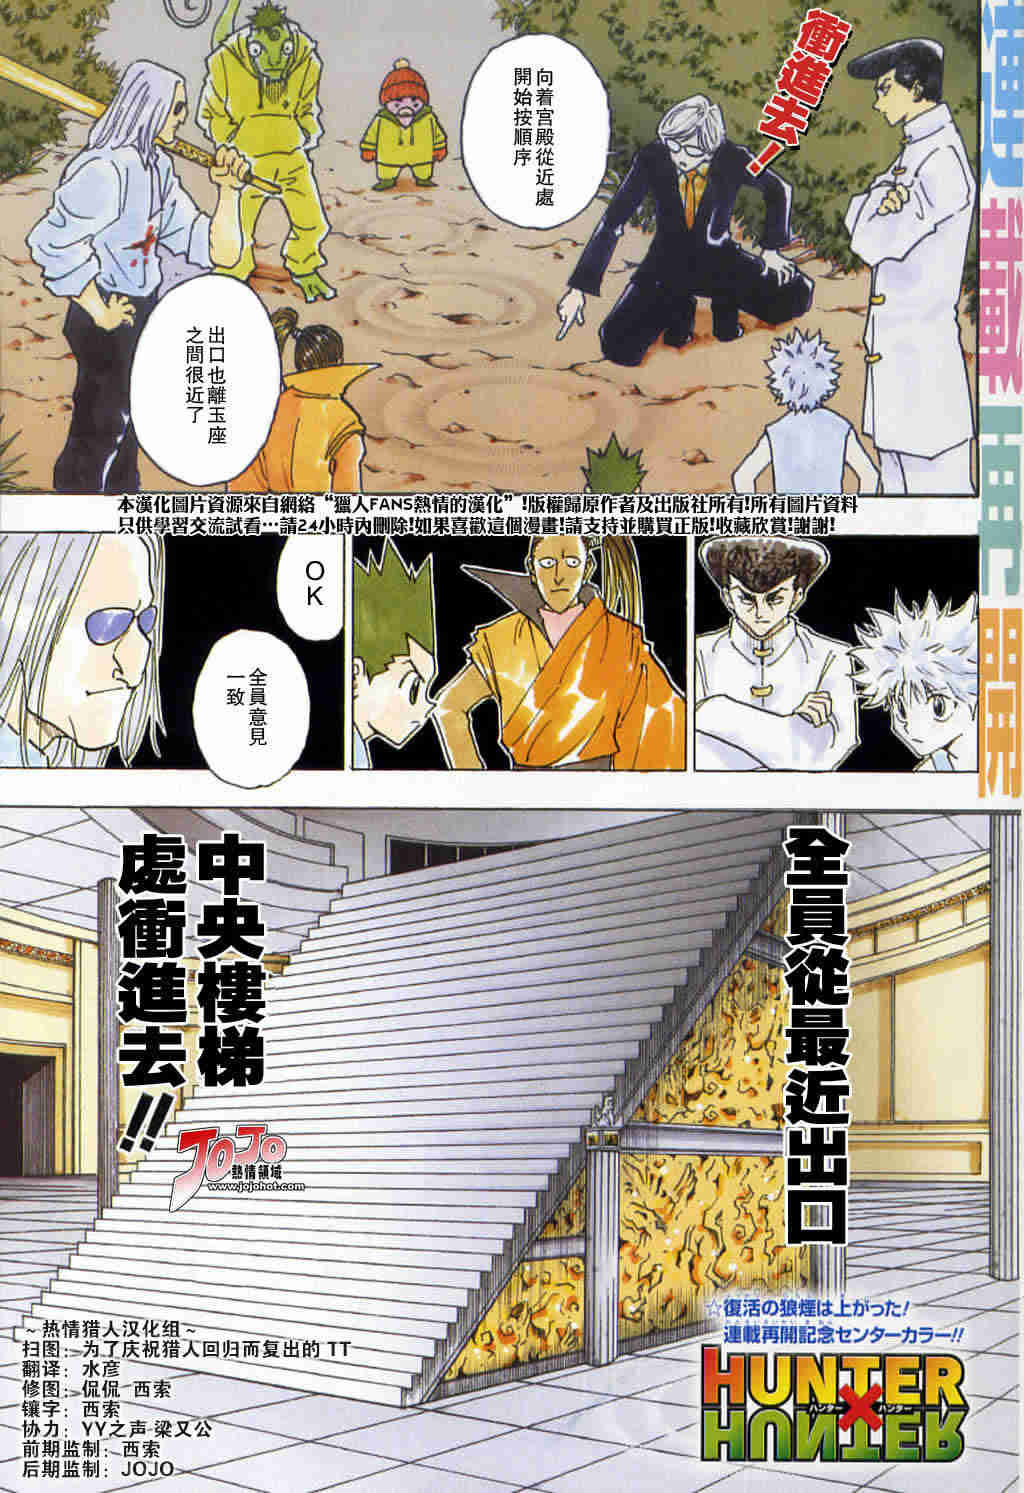 連載再開
衝進去！
向着宫殿從近處
開始按順序
出口也離玉座
之間很近了
本漢化圖片資源來自網絡“獵人FANS熱情的漢化”!版權歸原作者及出版社所有!所有圖片資料
只供學習交流試看…請24小時內刪除!如果喜歡這個漫畫!請支持並購買正版!收藏欣賞!謝謝!
OK
全員意見
一致
全員從最近出口
中央樓梯
處衝進去!!
JOJO
熱情領域
www.jojohot.com
☆復活の狼煙は上がった!
連載再開記念センターカラー!!
HUNTER
ハンター×ハンター
HUNTER
~热情猎人汉化组~
扫图：为了庆祝猎人回归而复出的 TT
翻译：水彦
修图：侃侃 西索
镶字：西索
协力：YY之声 梁又公
前期监制：西索
后期监制：JOJO